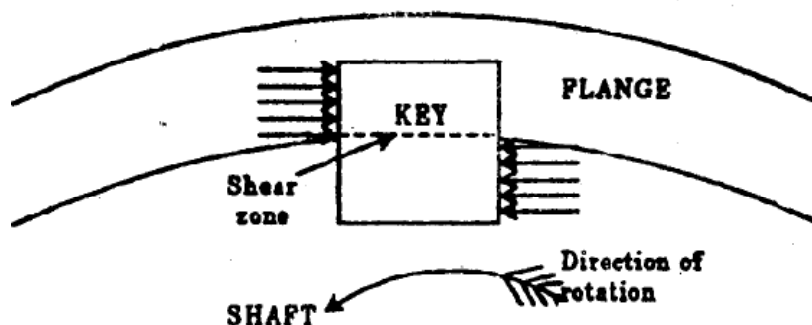 FLANGE
KEY
Shear
zone
Direction of
rotation
SHAFT